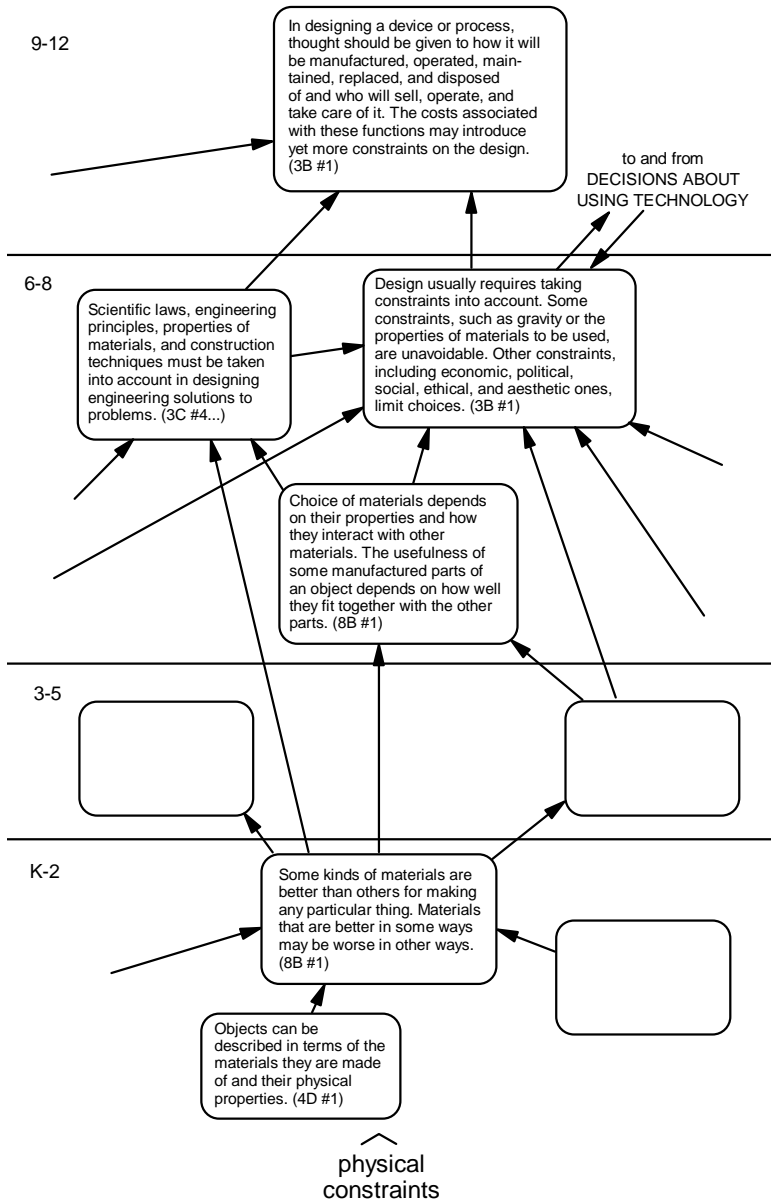 9-12
In designing a device or process,
thought should be given to how it will
be manufactured, operated, main-
tained, replaced, and disposed
of and who will sell, operate, and
take care of it. The costs associated
with these functions may introduce
yet more constraints on the design.
(3B #1)
to and from
DECISIONS ABOUT
USING TECHNOLOGY
6-8
Scientific laws, engineering
principles, properties of
materials, and construction
techniques must be taken
into account in designing
engineering solutions to
problems. (3C #4...)
Design usually requires taking
constraints into account. Some
constraints, such as gravity or the
properties of materials to be used,
are unavoidable. Other constraints,
including economic, political,
social, ethical, and aesthetic ones,
limit choices. (3B #1)
Choice of materials depends
on their properties and how
they interact with other
materials. The usefulness of
some manufactured parts of
an object depends on how well
they fit together with the other
parts. (8B #1)
3-5
K-2
Some kinds of materials are
better than others for making
any particular thing. Materials
that are better in some ways
may be worse in other ways.
(8B #1)
Objects can be
described in terms of the
materials they are made
of and their physical
properties. (4D #1)
physical
constraints